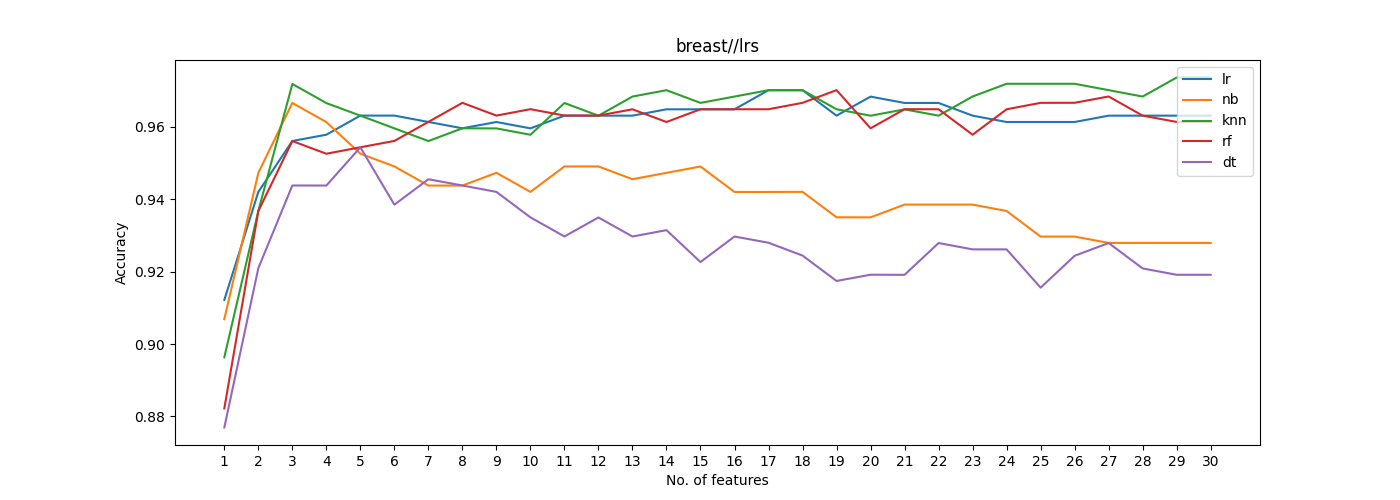 breast//lrs
lr
nb
knn
rf
dt
Accuracy
0.96
0.94
0.92
0.90
0.88
1 2 3 4 5 6 7 8 9 10 11 12 13 14 15 16 17 18 19 20 21 22 23 24 25 26 27 28 29 30
No. of features